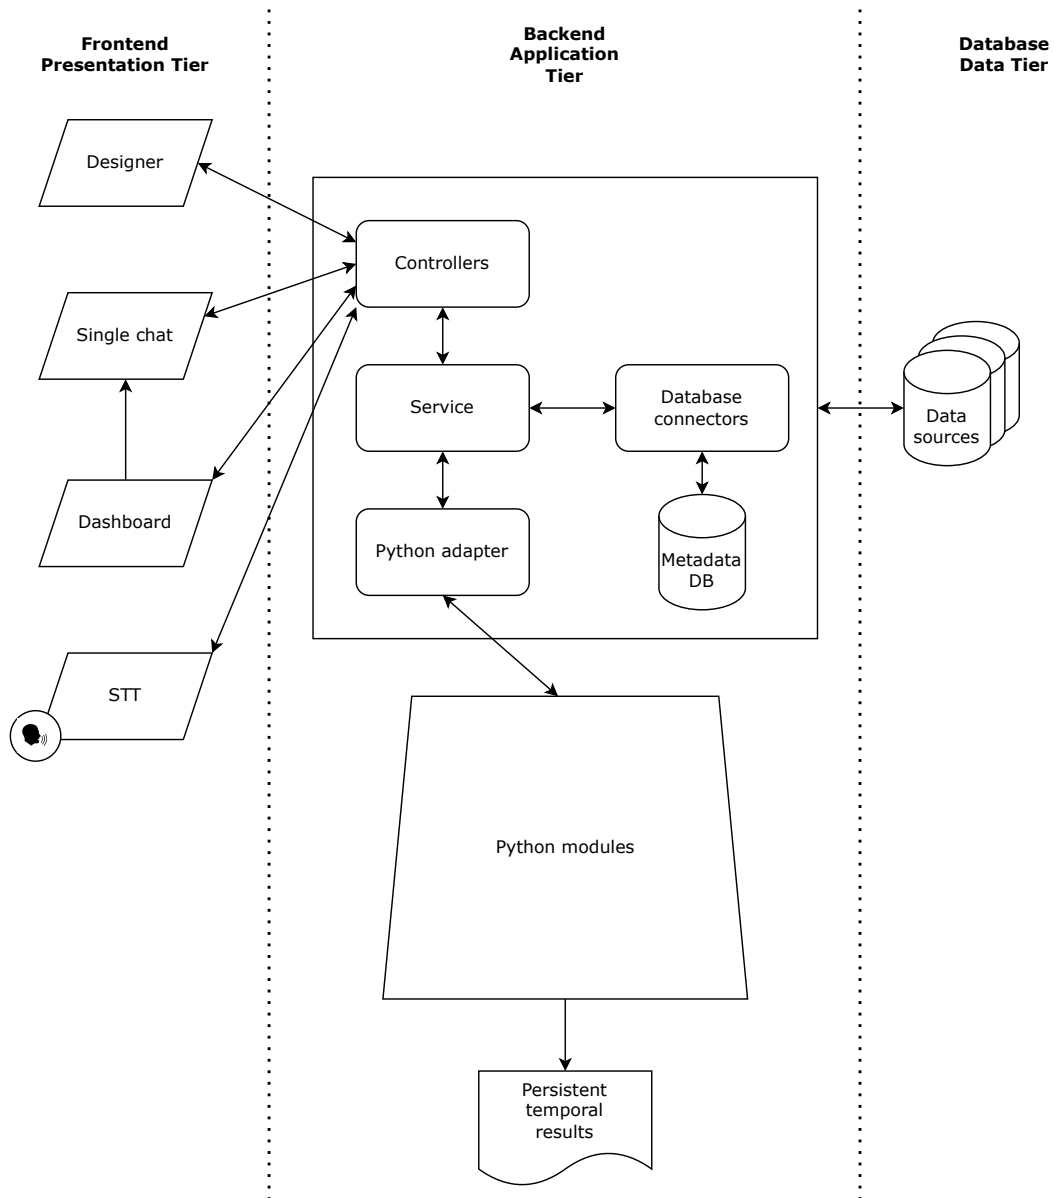 Frontend
Presentation Tier
Backend
Application
Tier
Database
Data Tier
Designer
Controllers
Single chat
Service
Database
connectors
Data
sources
Dashboard
Python adapter
Metadada
DB
STT
Python modules
Persistent
temporal
results